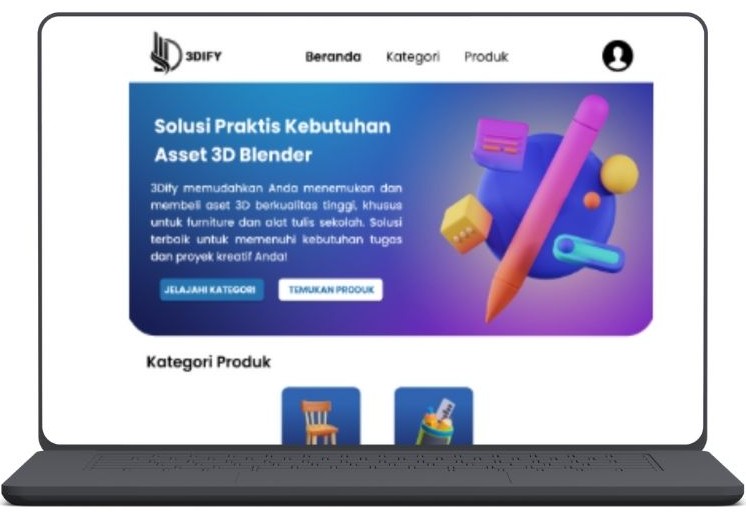 3DIFY
Beranda Kategori Produk
Solusi Praktis Kebutuhan
Asset 3D Blender
3Dify memudahkan Anda menemukan dan
membeli aset 3D berkualitas tinggi, khusus
untuk furniture dan alat tulis sekolah. Solusi
terbaik untuk memenuhi kebutuhan tugas
dan proyek kreatif Anda!
JELAJAHI KATEGORI TEMUKAN PRODUK
Kategori Produk